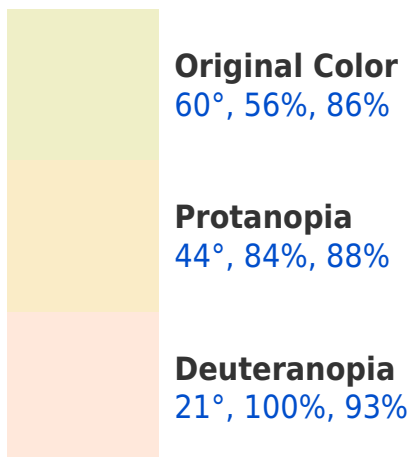 Original Color
60°, 56%, 86%
Protanopia
44°, 84%, 88%
Deuteranopia
21°, 100%, 93%